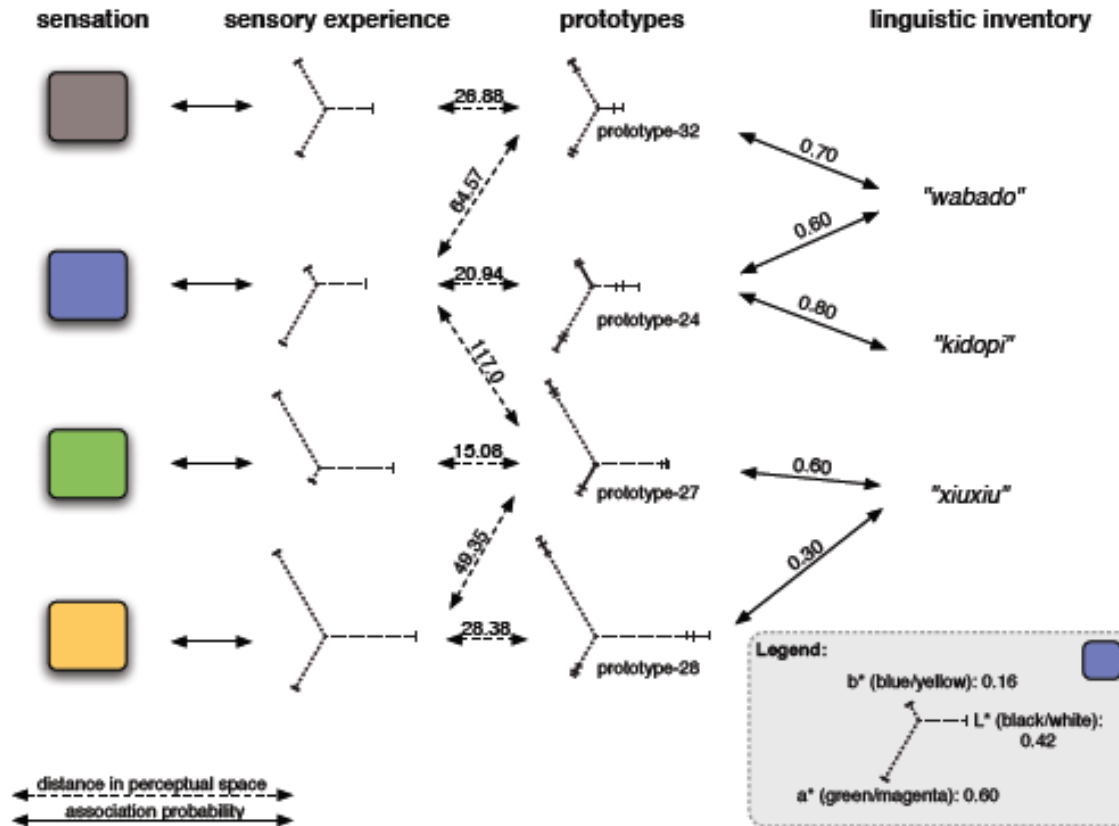 sensation sensory experience prototypes linguistic inventory
26.88
prototype-32
0.70
"wabado"
64.57
0.60
20.94
prototype-24
0.80
"kidopi"
117.0
15.08
prototype-27
0.60
"xiuxiu"
49.35
0.30
28.38
prototype-28
Legend:
b* (blue/yellow): 0.16
L* (black/white):
0.42
a* (green/magenta): 0.60
distance in perceptual space
association probability